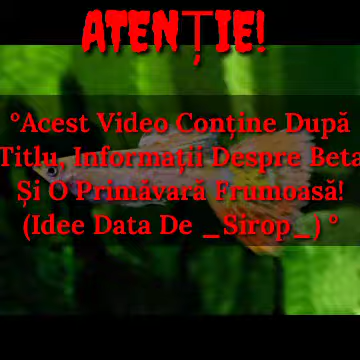 ATENȚIE!
°Acest Video Conține După
Titlu, Informații Despre Beta
Și O Primăvară Frumoasă!
(Idee Data De _Sirop_) °